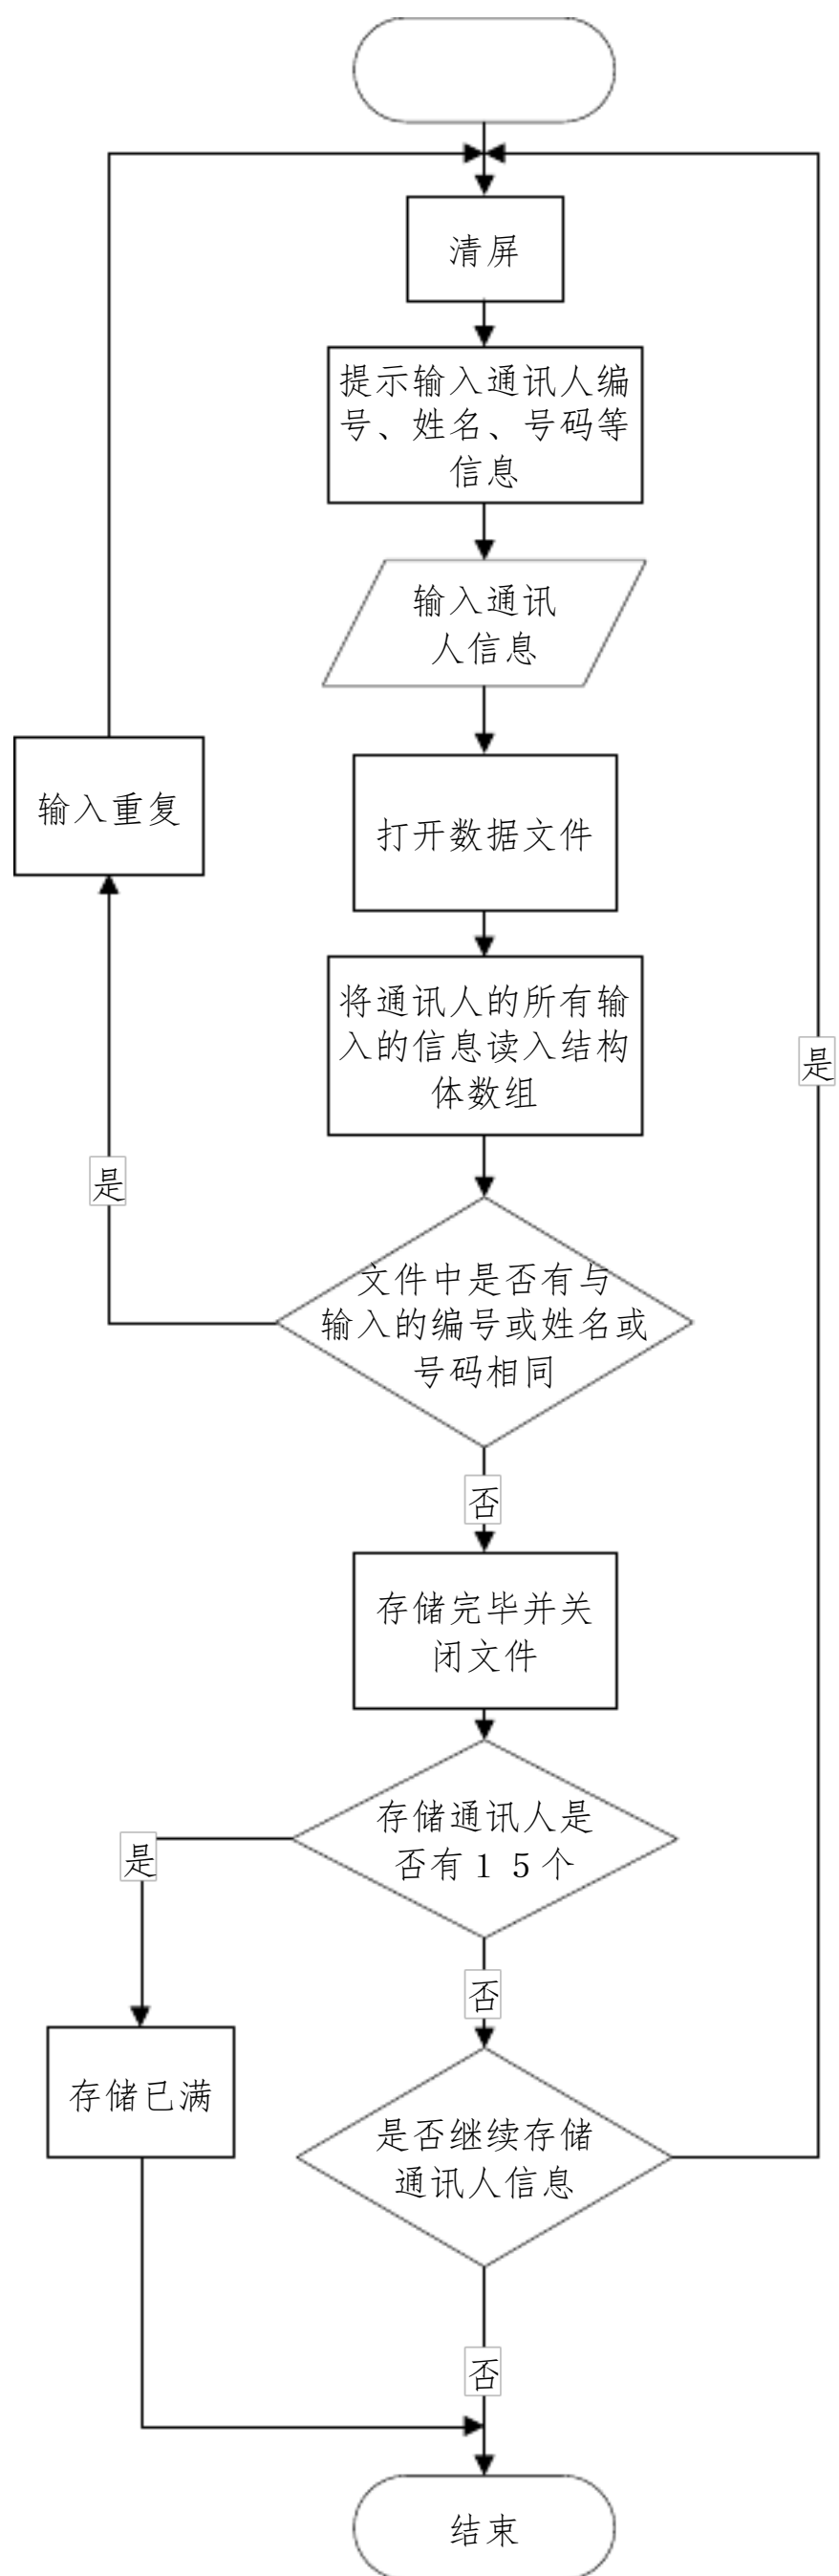 清屏
提示输入通讯人编
号、姓名、号码等
信息
输入通讯
人信息
输入重复
打开数据文件
将通讯人的所有输
入的信息读入结构
体数组
是
是
文件中是否有与
输入的编号或姓名或
号码相同
否
存储完毕并关
闭文件
存储通讯人是
否有15个
是
否
存储已满
是否继续存储
通讯人信息
否
结束